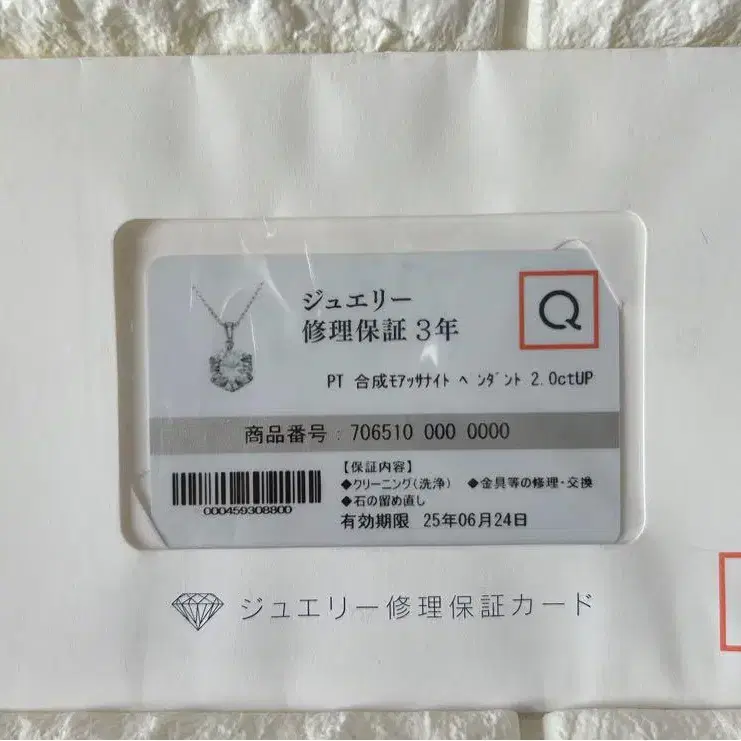 ジュエリー
修理保証3年
Q
PT 合成ﾓｱｯｻﾅｲﾄ ﾍﾟﾝﾀﾞﾝﾄ 2.0ctUP
商品番号：706510 000 0000
【保証内容】
◆クリーニング(洗浄) ◆金具等の修理・交換
◆石の留め直し
000459308800
有効期限 25年06月24日
ジュエリー修理保証カード